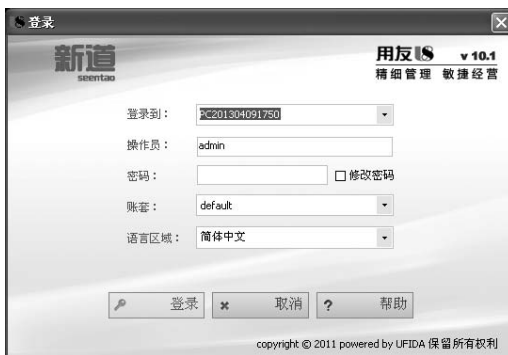 登录
新道
seentao
用友U8 v 10.1
精细管理 敏捷经营
登录到： PC201304091750
操作员： admin
密码： 修改密码
账套： default
语言区域： 简体中文
登录 取消 ? 帮助
copyright © 2011 powered by UFIDA 保留所有权利